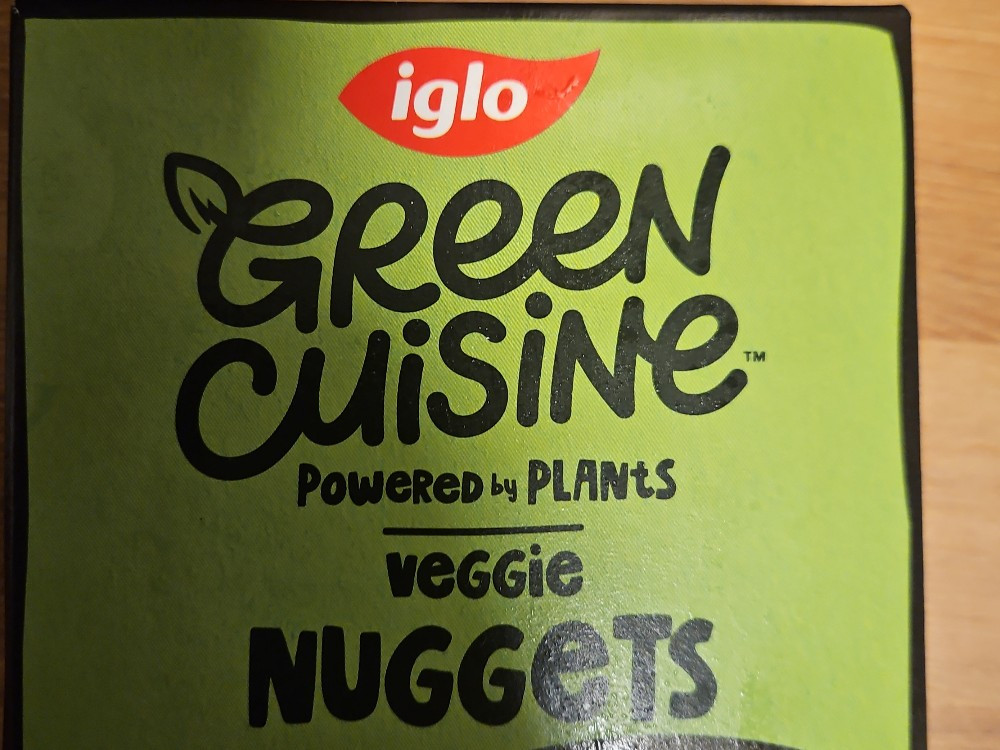 iglo
GReeN
CUiSiNe™
POWeReD by PLANtS
veGGie
NUGGeTS